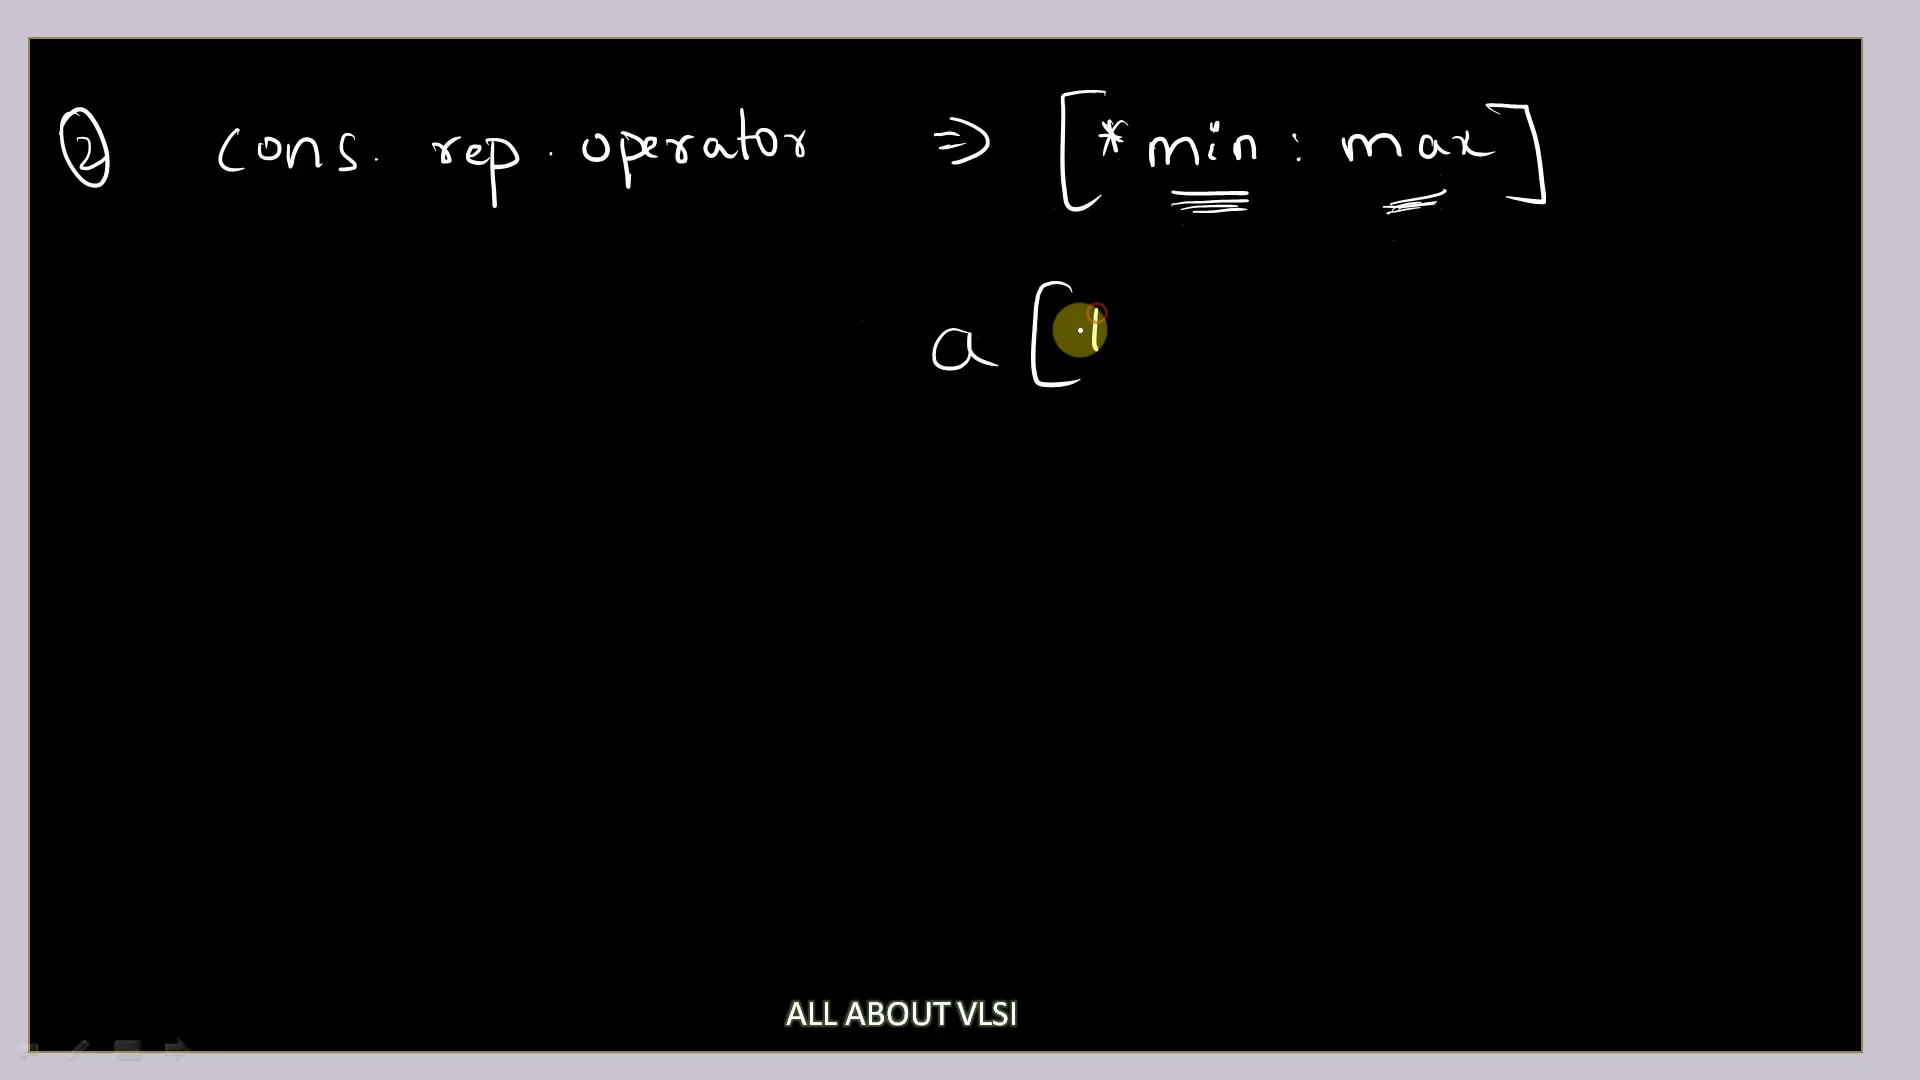 ② cons. rep. operator ⇒ [*min : max]
a [
ALL ABOUT VLSI